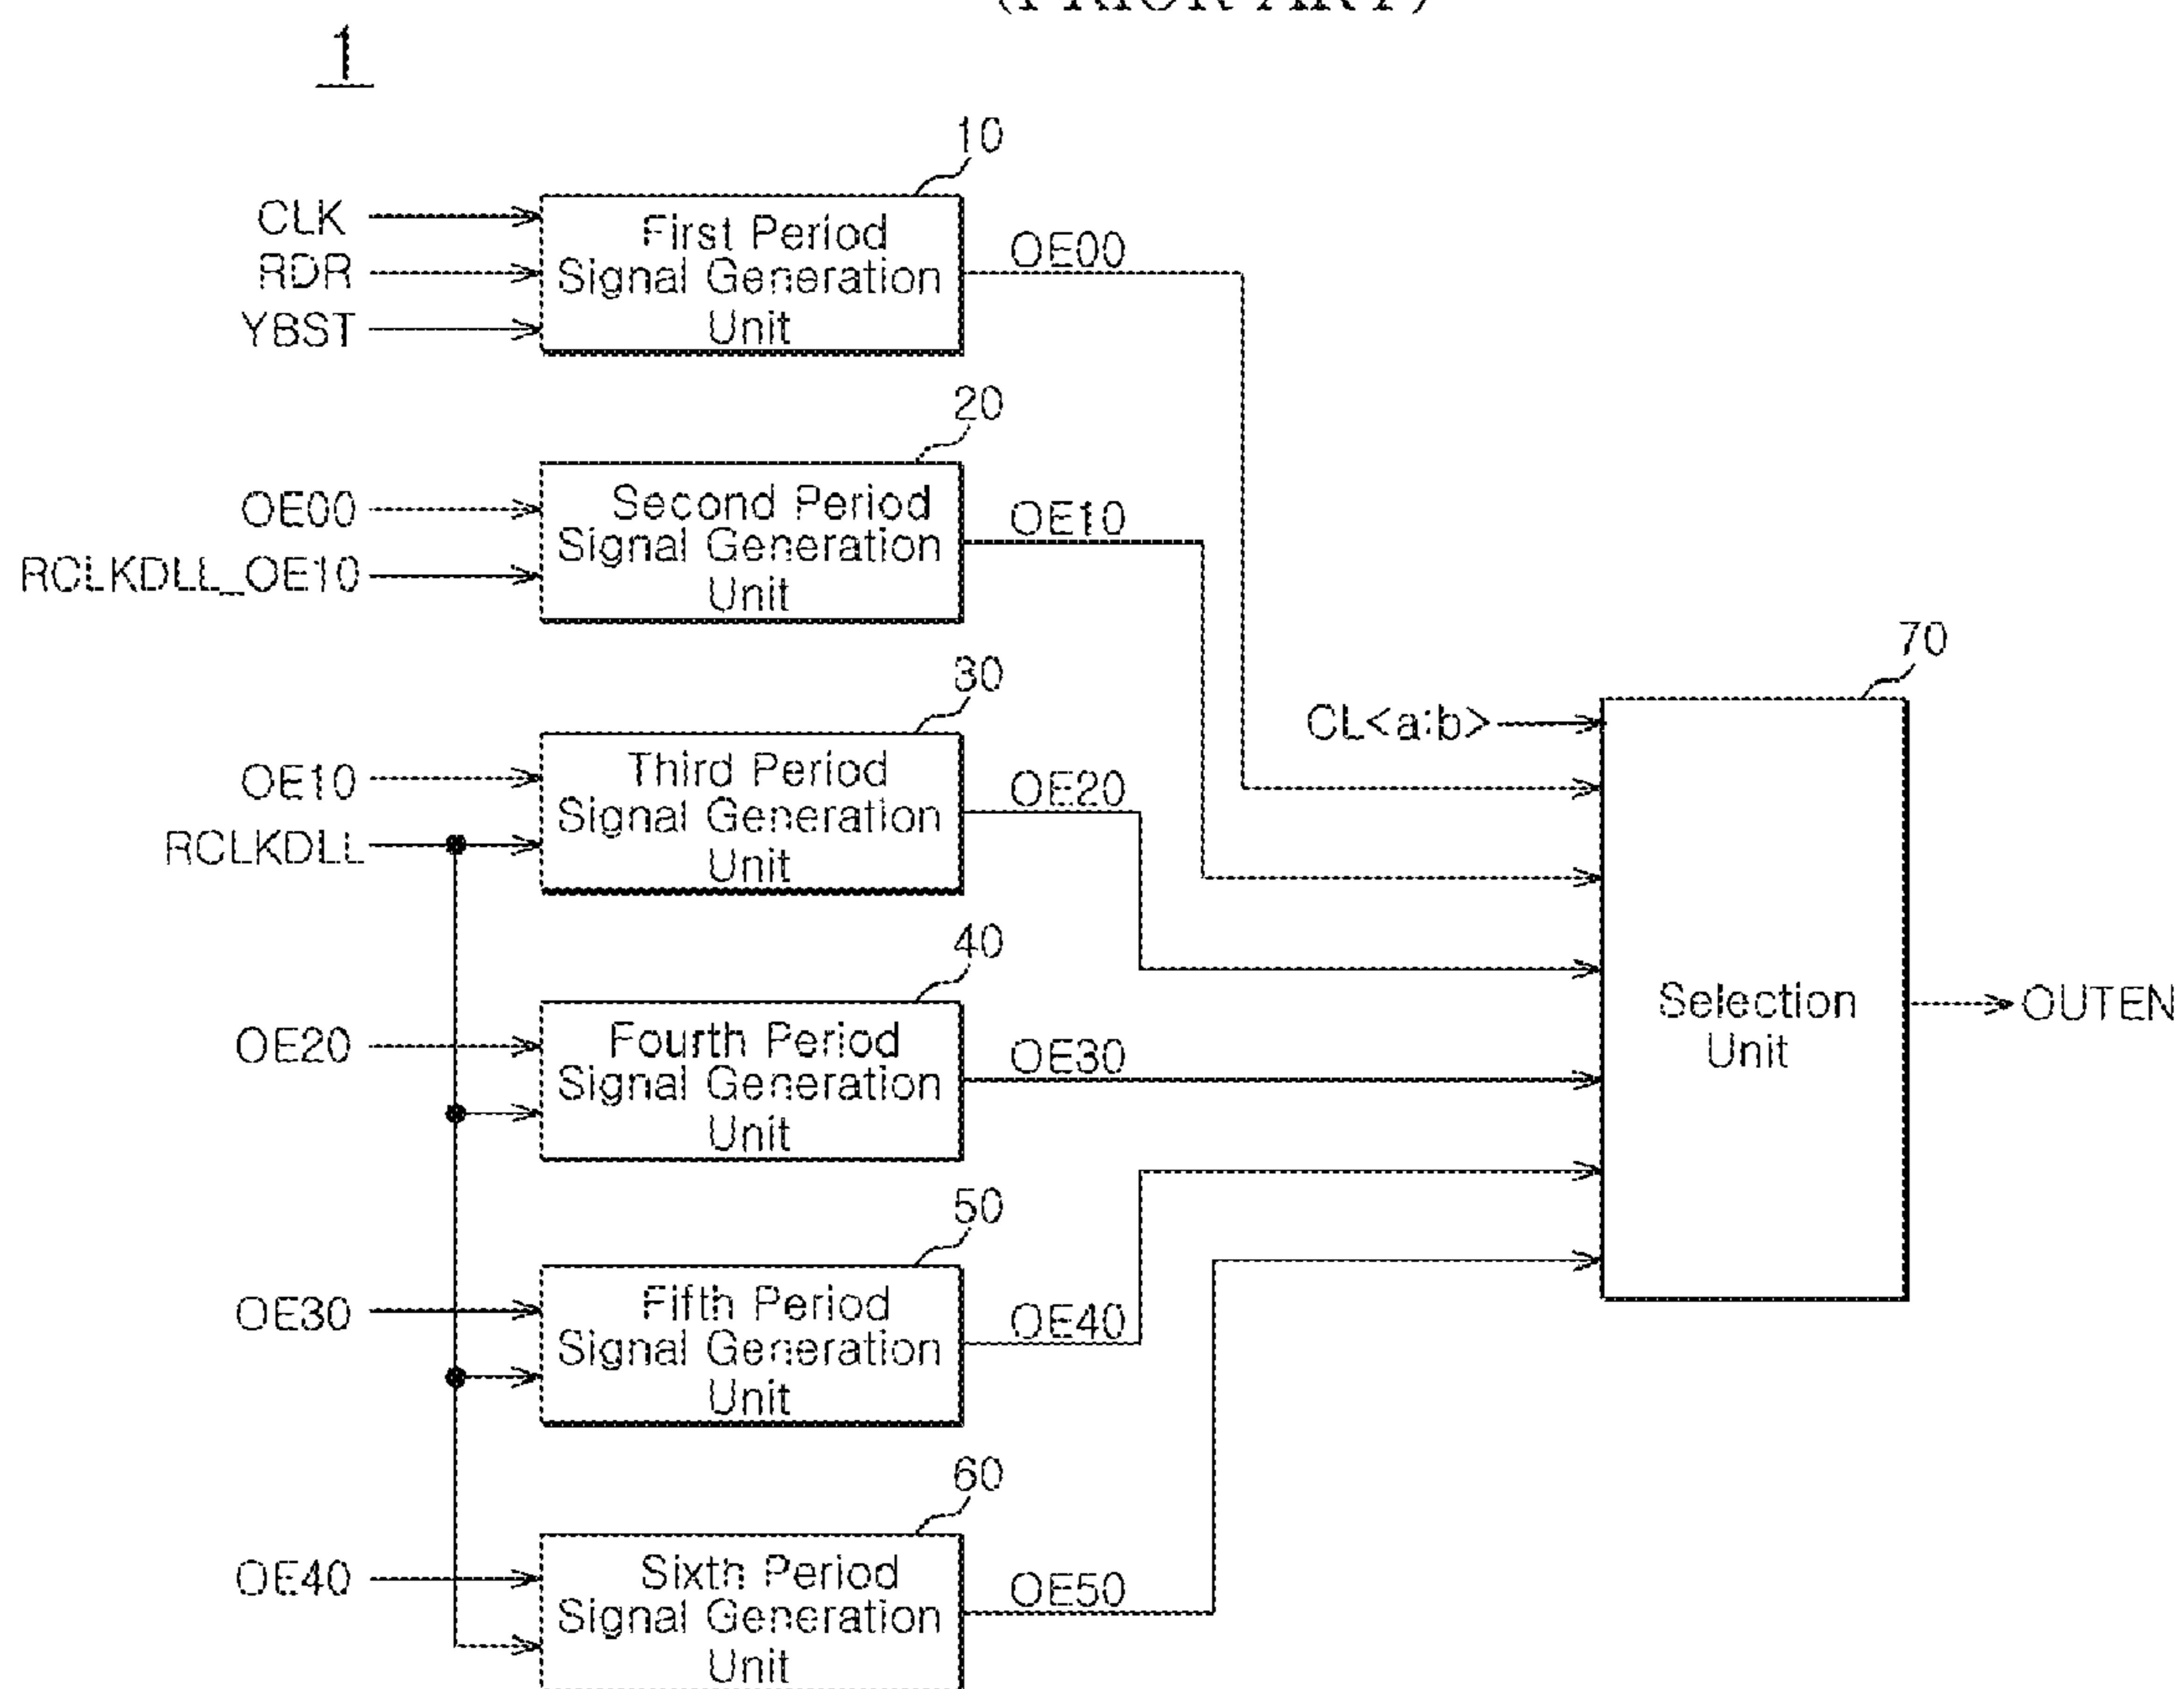 (PRIOR ART)
1
10
CLK
RDR
YBST
First Period
Signal Generation
Unit
OE00
20
OE00
RCLKDLL_OE10
Second Period
Signal Generation
Unit
OE10
30
OE10
RCLKDLL
Third Period
Signal Generation
Unit
OE20
40
OE20
Fourth Period
Signal Generation
Unit
OE30
50
OE30
Fifth Period
Signal Generation
Unit
OE40
60
OE40
Sixth Period
Signal Generation
Unit
OE50
70
CL<a:b>
Selection
Unit
OUTEN